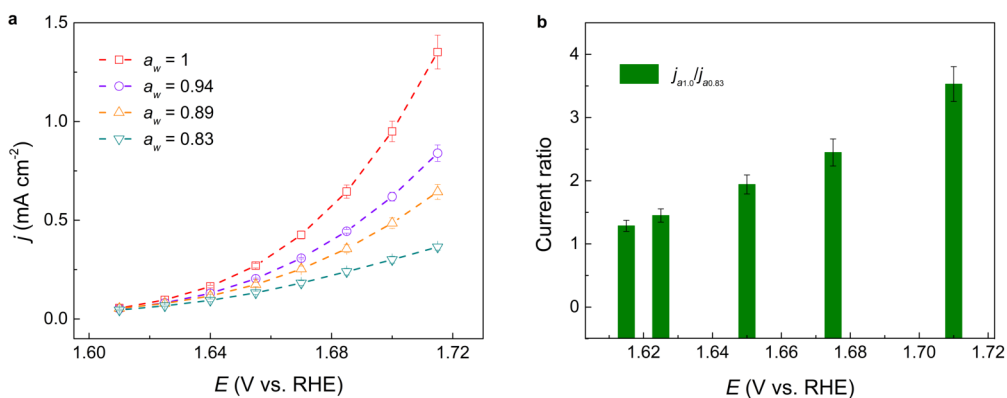 a
1.5
1.0
0.5
0.0
j (mA cm⁻²)
a_w = 1
a_w = 0.94
a_w = 0.89
a_w = 0.83
1.60
1.64
1.68
1.72
E (V vs. RHE)
b
4
3
2
1
0
Current ratio
j_a1.0/j_a0.83
1.62
1.64
1.66
1.68
1.70
1.72
E (V vs. RHE)